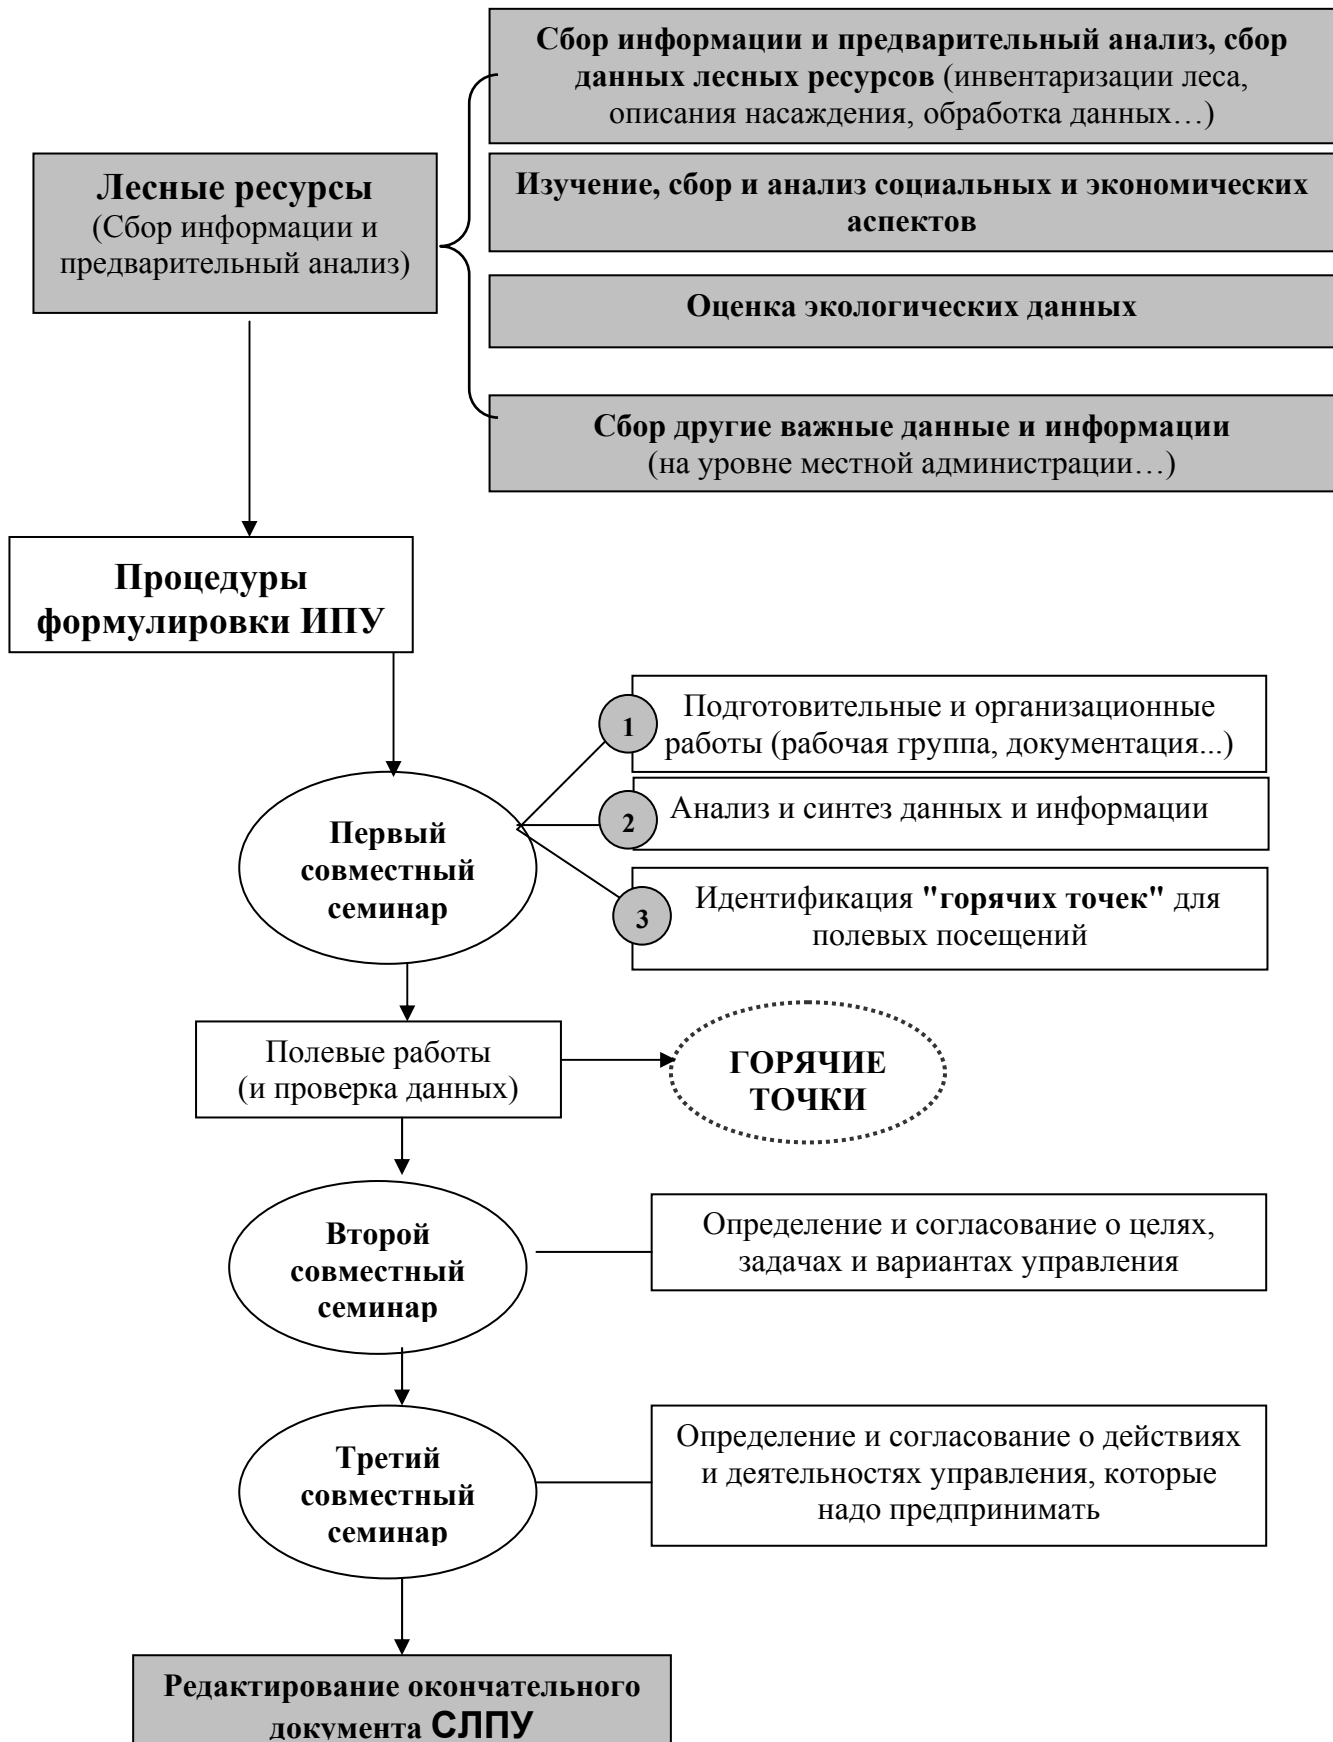 Сбор информации и предварительный анализ, сбор
данных лесных ресурсов (инвентаризации леса,
описания насаждения, обработка данных…)
Лесные ресурсы
(Сбор информации и
предварительный анализ)
Изучение, сбор и анализ социальных и экономических
аспектов
Оценка экологических данных
Сбор другие важные данные и информации
(на уровне местной администрации…)
Процедуры
формулировки ИПУ
1
Подготовительные и организационные
работы (рабочая группа, документация...)
2
Анализ и синтез данных и информации
Первый
совместный
семинар
3
Идентификация "горячих точек" для
полевых посещений
Полевые работы
(и проверка данных)
ГОРЯЧИЕ
ТОЧКИ
Второй
совместный
семинар
Определение и согласование о целях,
задачах и вариантах управления
Третий
совместный
семинар
Определение и согласование о действиях
и деятельностях управления, которые
надо предпринимать
Редактирование окончательного
документа СЛПУ